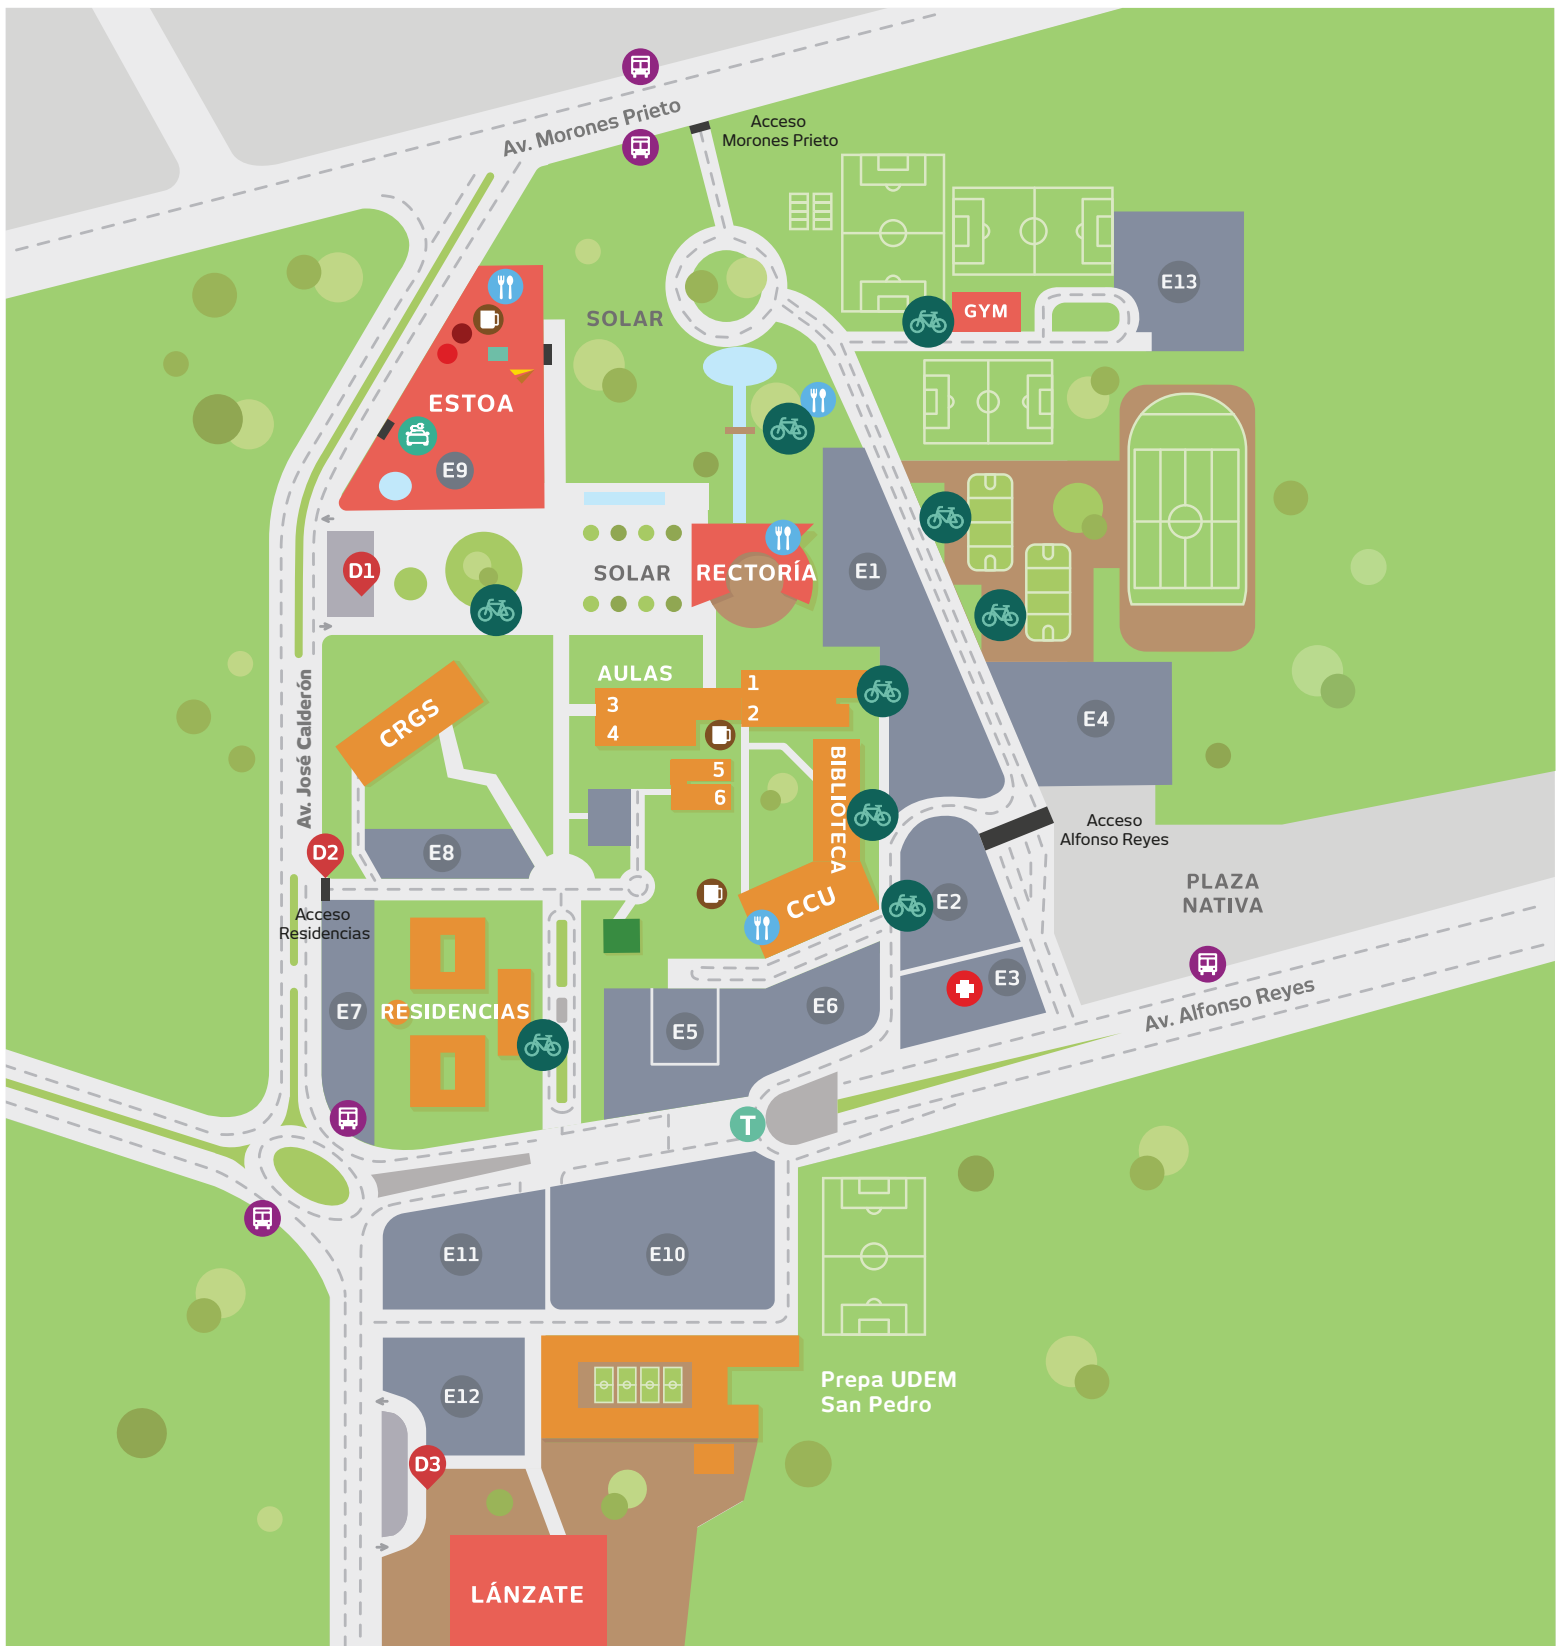 Av. Morones Prieto
Acceso
Morones Prieto
E13
GYM
SOLAR
ESTOA
E9
D1
SOLAR
RECTORÍA
E1
AULAS
1
3
2
4
CRGS
5
6
BIBLIOTECA
E4
Av. José Calderón
Acceso
Alfonso Reyes
D2
E8
CCU
E2
PLAZA
NATIVA
Acceso
Residencias
E7
RESIDENCIAS
E5
E6
E3
Av. Alfonso Reyes
T
E11
E10
Prepa UDEM
San Pedro
E12
D3
LÁNZATE